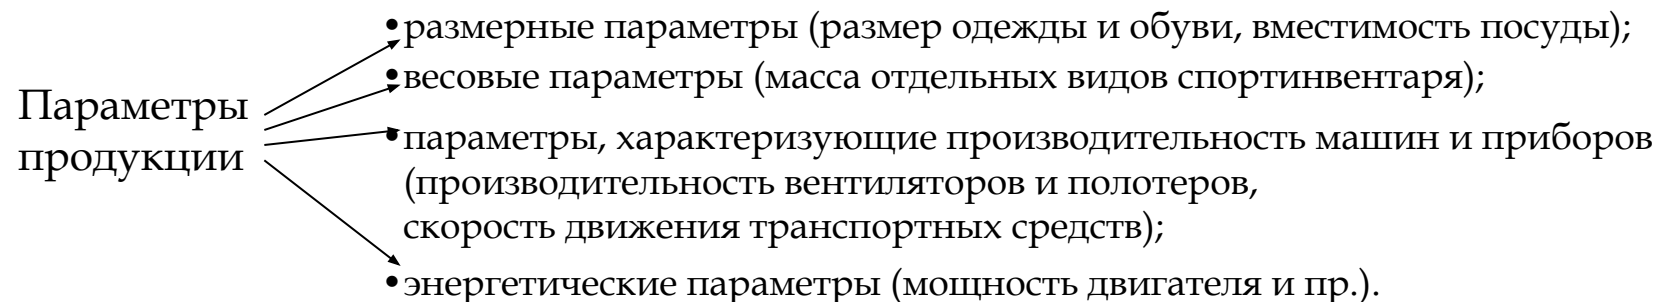 Параметры
продукции
•размерные параметры (размер одежды и обуви, вместимость посуды);
•весовые параметры (масса отдельных видов спортинвентаря);
•параметры, характеризующие производительность машин и приборов
(производительность вентиляторов и полотеров,
скорость движения транспортных средств);
•энергетические параметры (мощность двигателя и пр.).